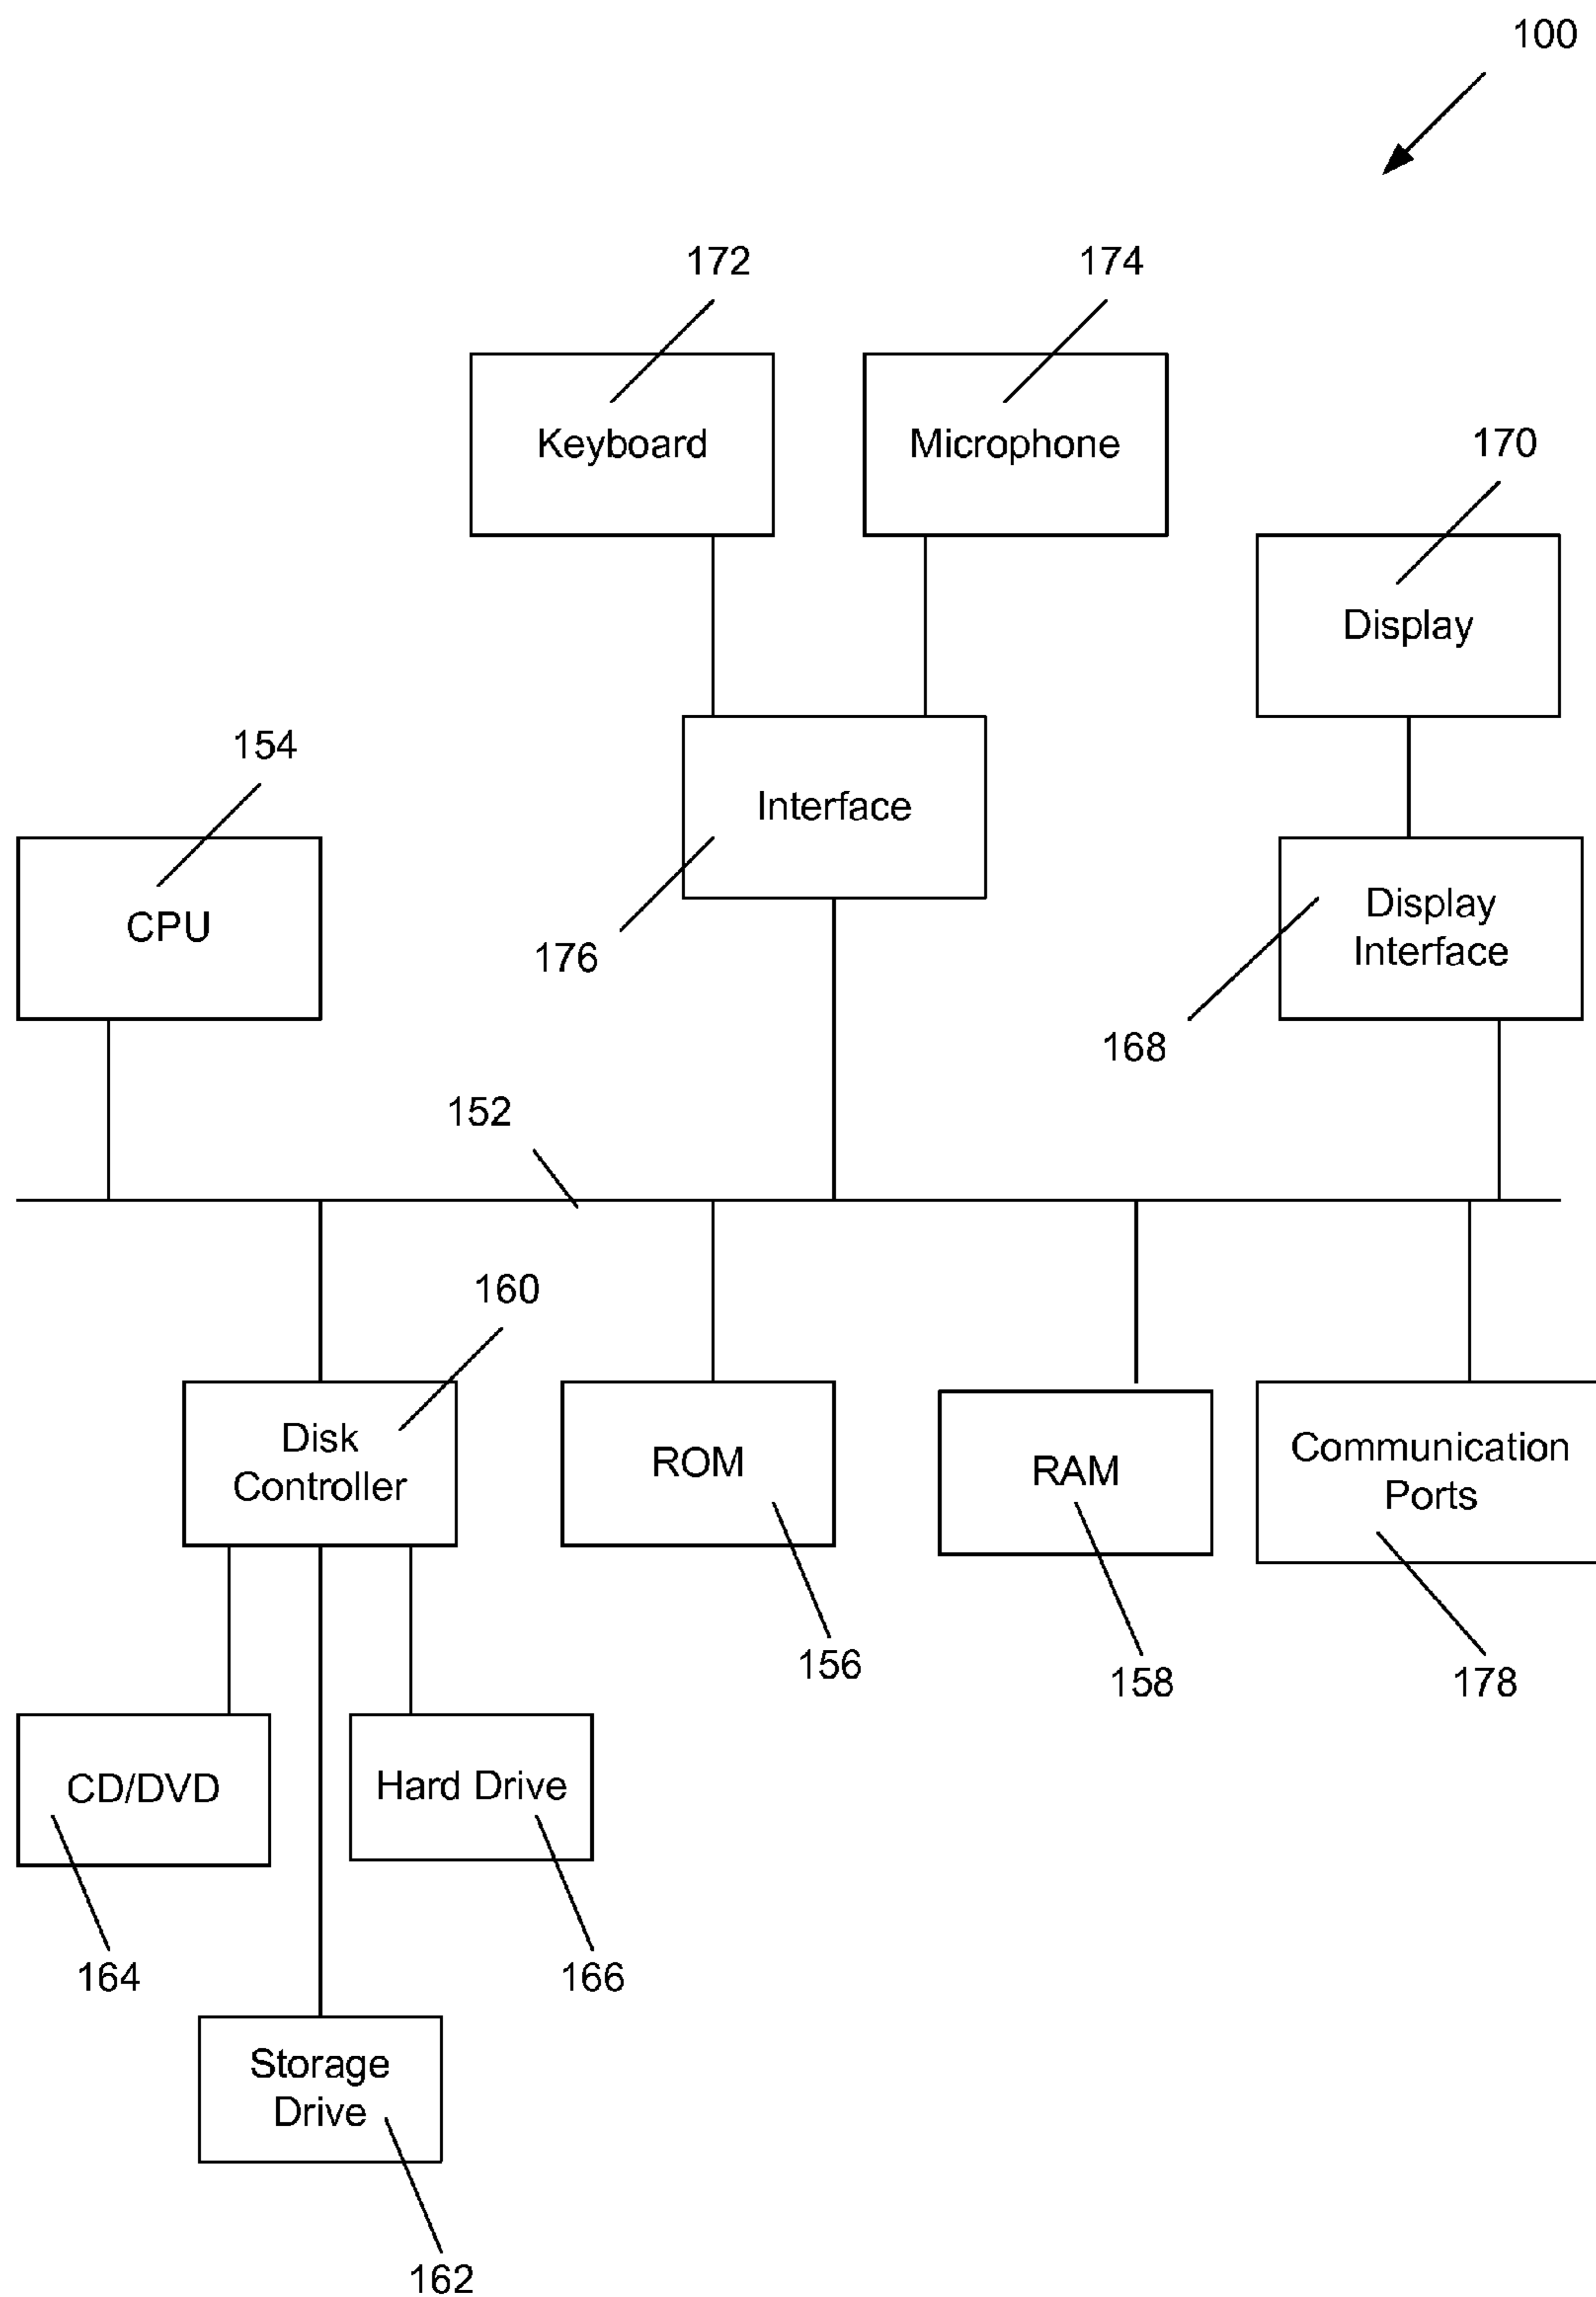 100
172
174
Keyboard
Microphone
170
Display
154
Interface
CPU
176
Display
Interface
168
152
160
Disk
Controller
ROM
RAM
Communication
Ports
156
158
178
CD/DVD
Hard Drive
164
166
Storage
Drive
162